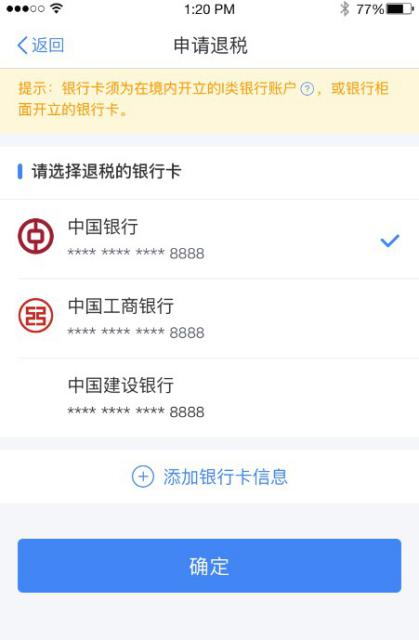 1:20 PM
77%
返回
申请退税
提示：银行卡须为在境内开立的I类银行账户?，或银行柜
面开立的银行卡。
请选择退税的银行卡
中国银行
**** **** **** 8888
中国工商银行
**** **** **** 8888
中国建设银行
**** **** **** 8888
添加银行卡信息
确定